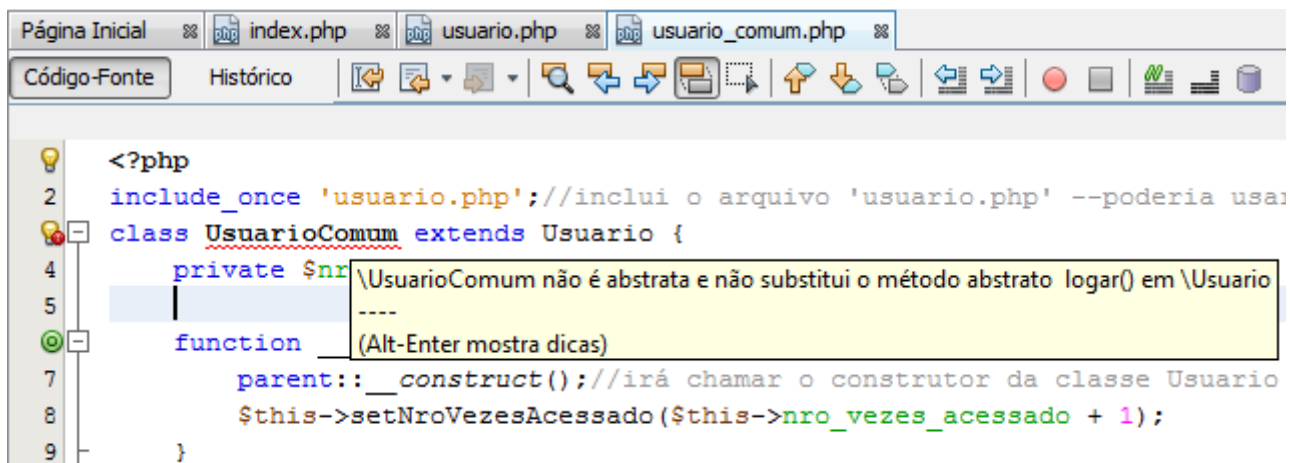 Página Inicial index.php usuario.php usuario_comum.php
Código-Fonte Histórico
<?php
2 include_once 'usuario.php';//inclui o arquivo 'usuario.php' --poderia usar
class UsuarioComum extends Usuario {
4 private $nr
\UsuarioComum não é abstrata e não substitui o método abstrato logar() em \Usuario
5
----
function __
(Alt-Enter mostra dicas)
7 parent::__construct();//irá chamar o construtor da classe Usuario
8 $this->setNroVezesAcessado($this->nro_vezes_acessado + 1);
9 }